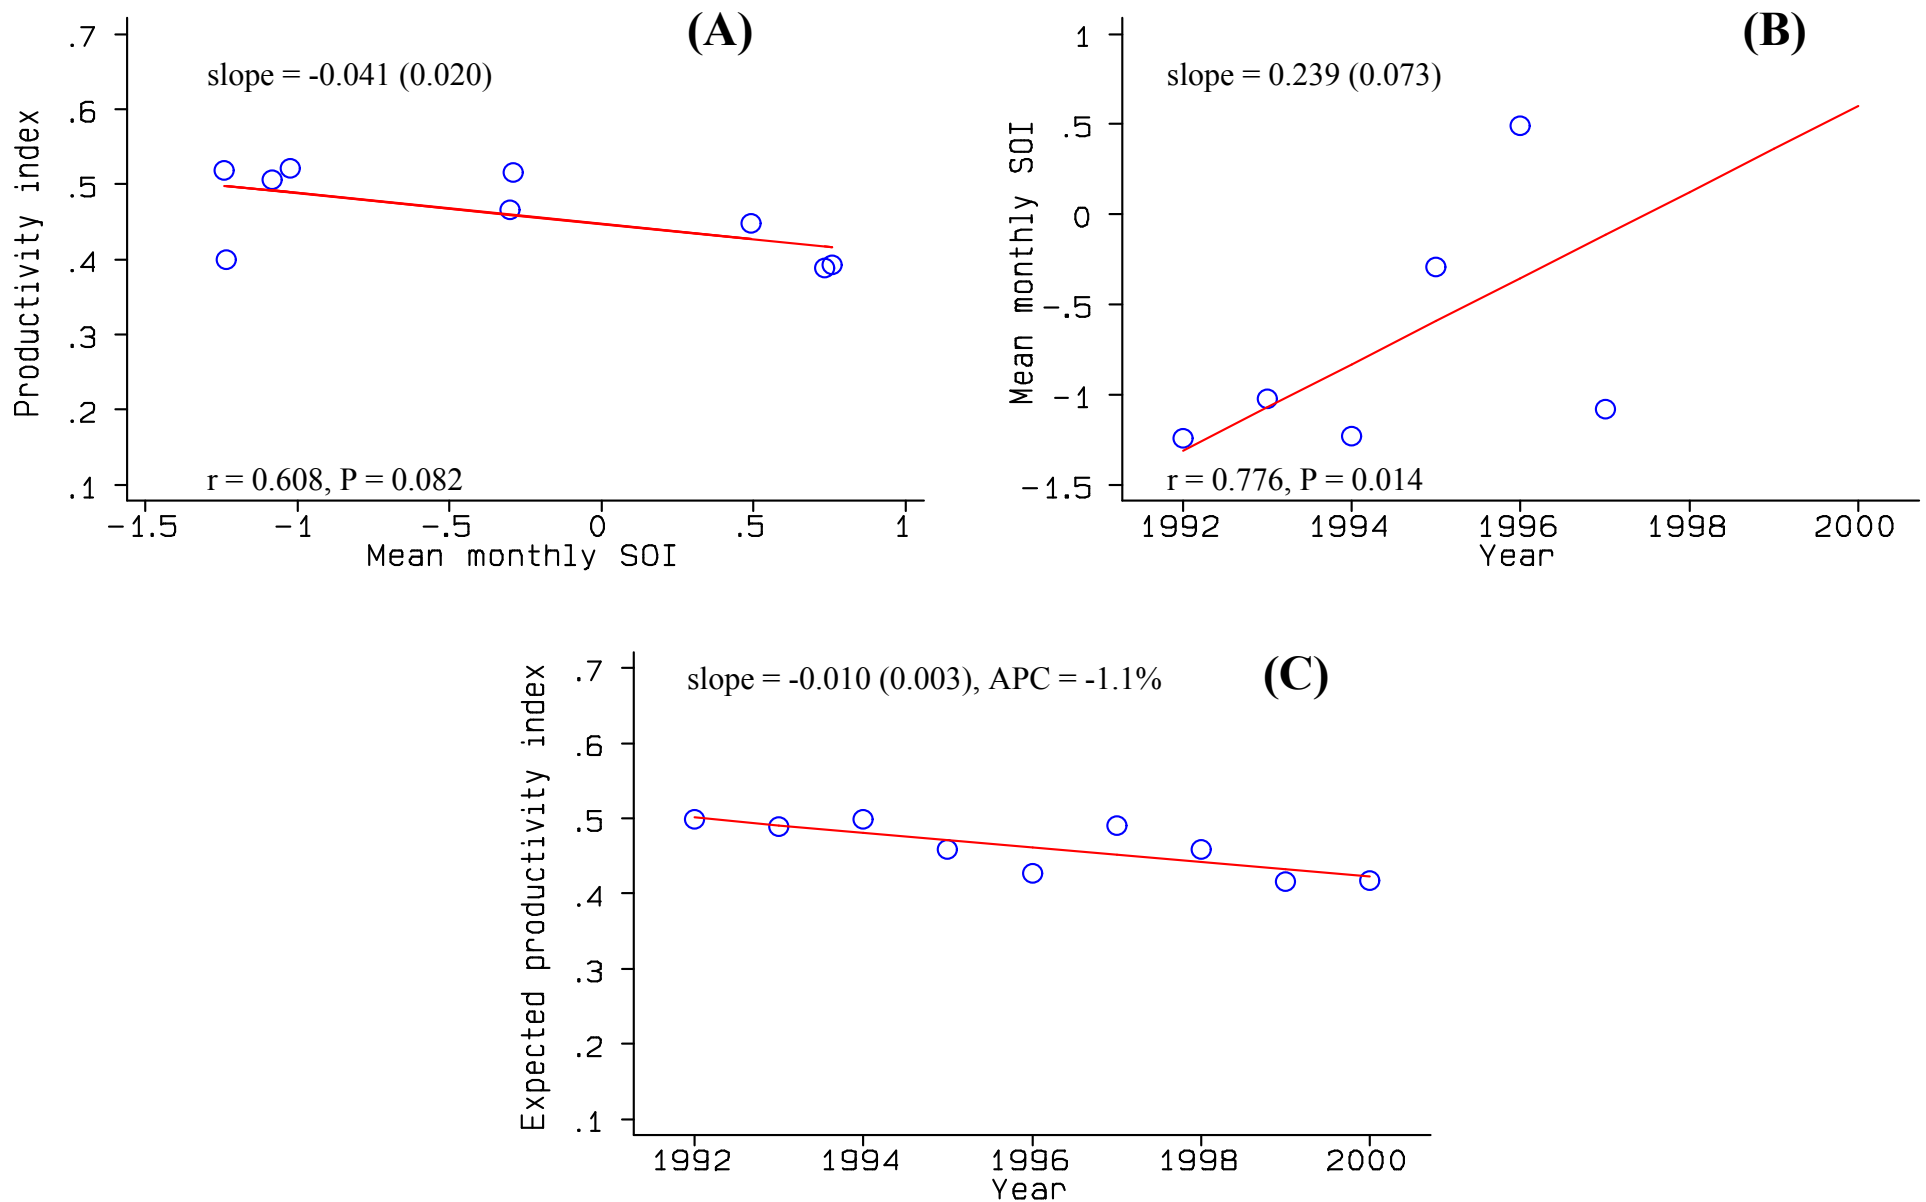 (A)
slope = -0.041 (0.020)
r = 0.608, P = 0.082
Productivity index
.7
.6
.5
.4
.3
.2
.1
-1.5 -1 -.5 0 .5 1
Mean monthly SOI
(B)
slope = 0.239 (0.073)
r = 0.776, P = 0.014
Mean monthly SOI
1
.5
0
-.5
-1
-1.5
1992 1994 1996 1998 2000
Year
(C)
slope = -0.010 (0.003), APC = -1.1%
Expected productivity index
.7
.6
.5
.4
.3
.2
.1
1992 1994 1996 1998 2000
Year